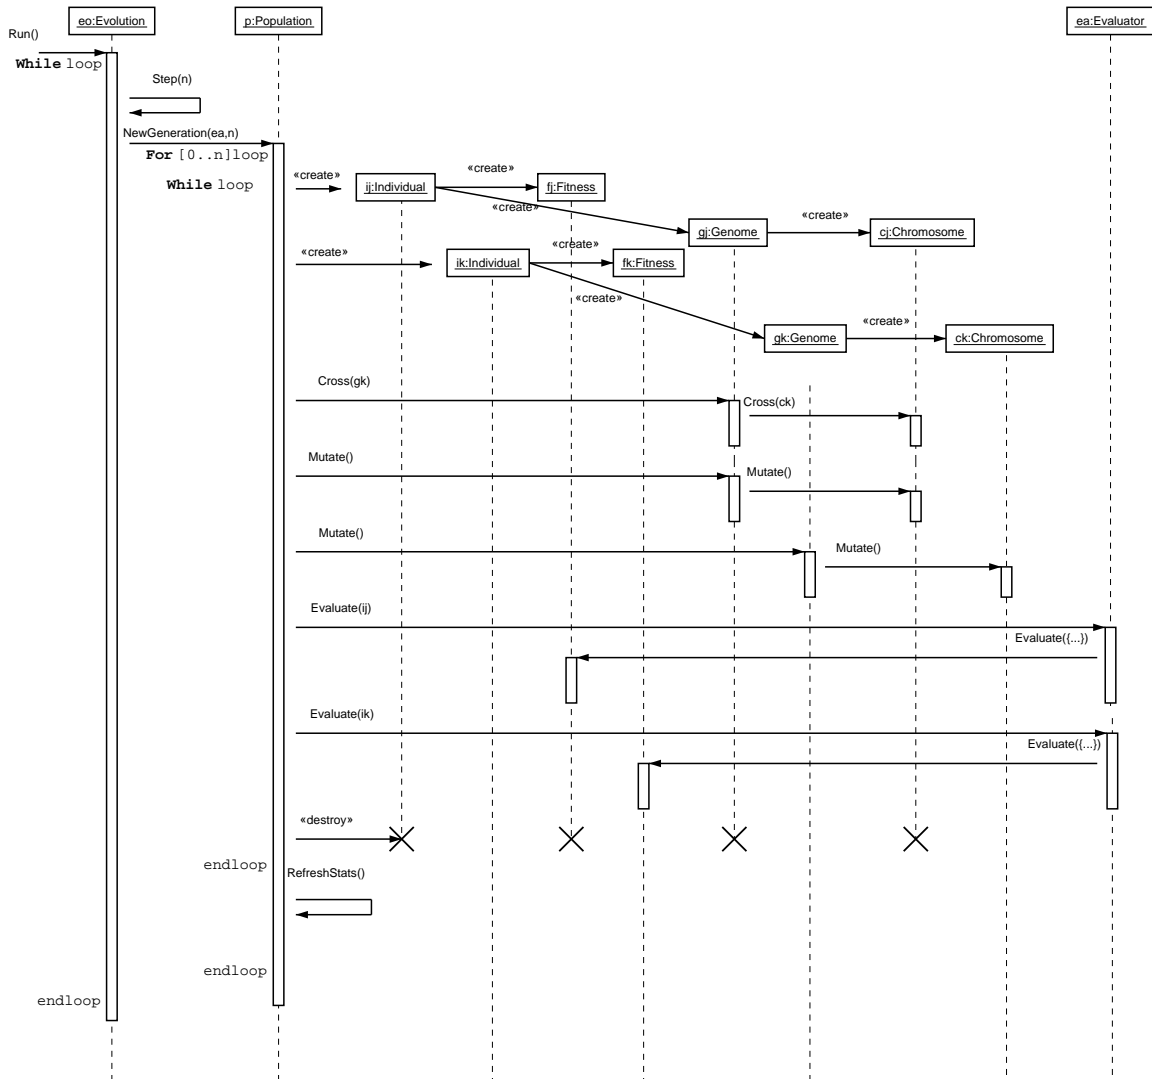 eo:Evolution
p:Population
ea:Evaluator
Run()
While loop
Step(n)
NewGeneration(ea,n)
For [0..n]loop
While loop
«create»
ij:Individual
«create»
fj:Fitness
«create»
gj:Genome
«create»
cj:Chromosome
«create»
ik:Individual
«create»
fk:Fitness
«create»
gk:Genome
«create»
ck:Chromosome
Cross(gk)
Cross(ck)
Mutate()
Mutate()
Mutate()
Mutate()
Evaluate(ij)
Evaluate({...})
Evaluate(ik)
Evaluate({...})
«destroy»
endloop
RefreshStats()
endloop
endloop